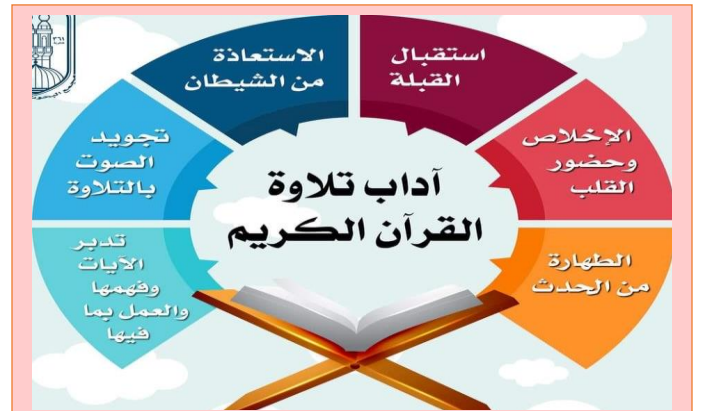 آداب تلاوة
القرآن الكريم
الطهارة
من الحدث
الإخلاص
وحضور
القلب
استقبال
القبلة
الاستعاذة
من الشيطان
تجويد
الصوت
بالتلاوة
تدبر
الآيات
وفهمها
والعمل بما
فيها